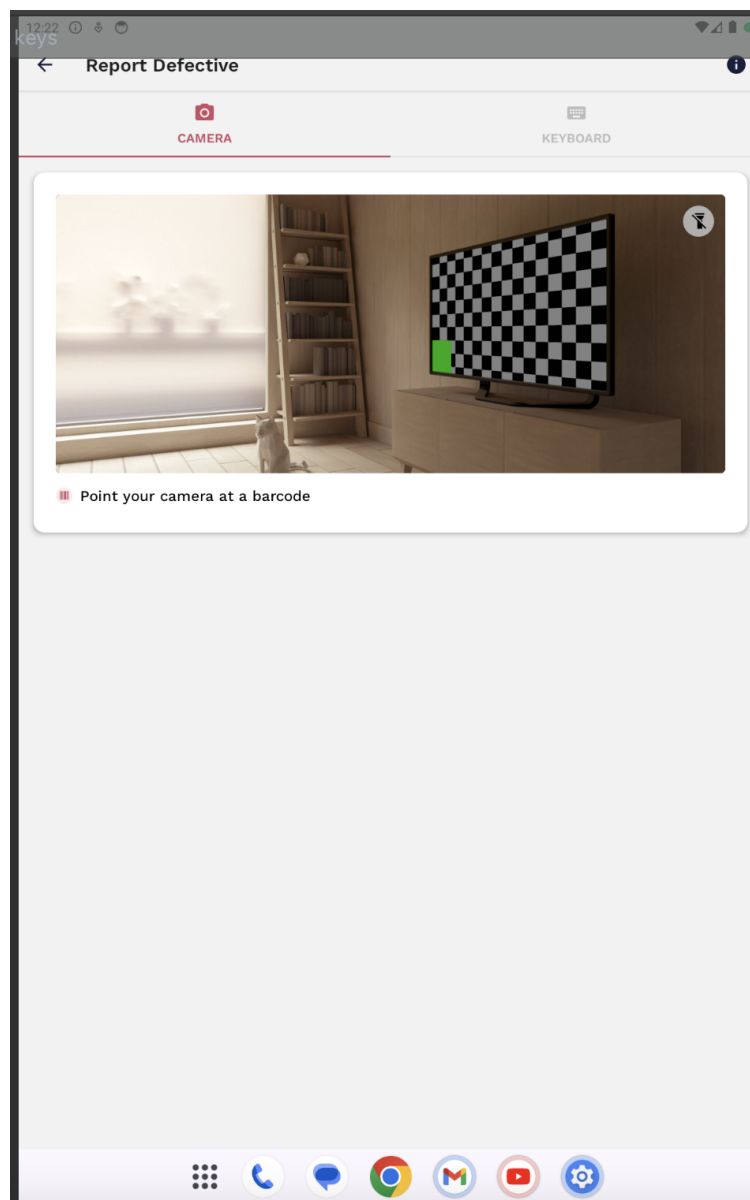 12:22
keys
Report Defective
CAMERA
KEYBOARD
Point your camera at a barcode